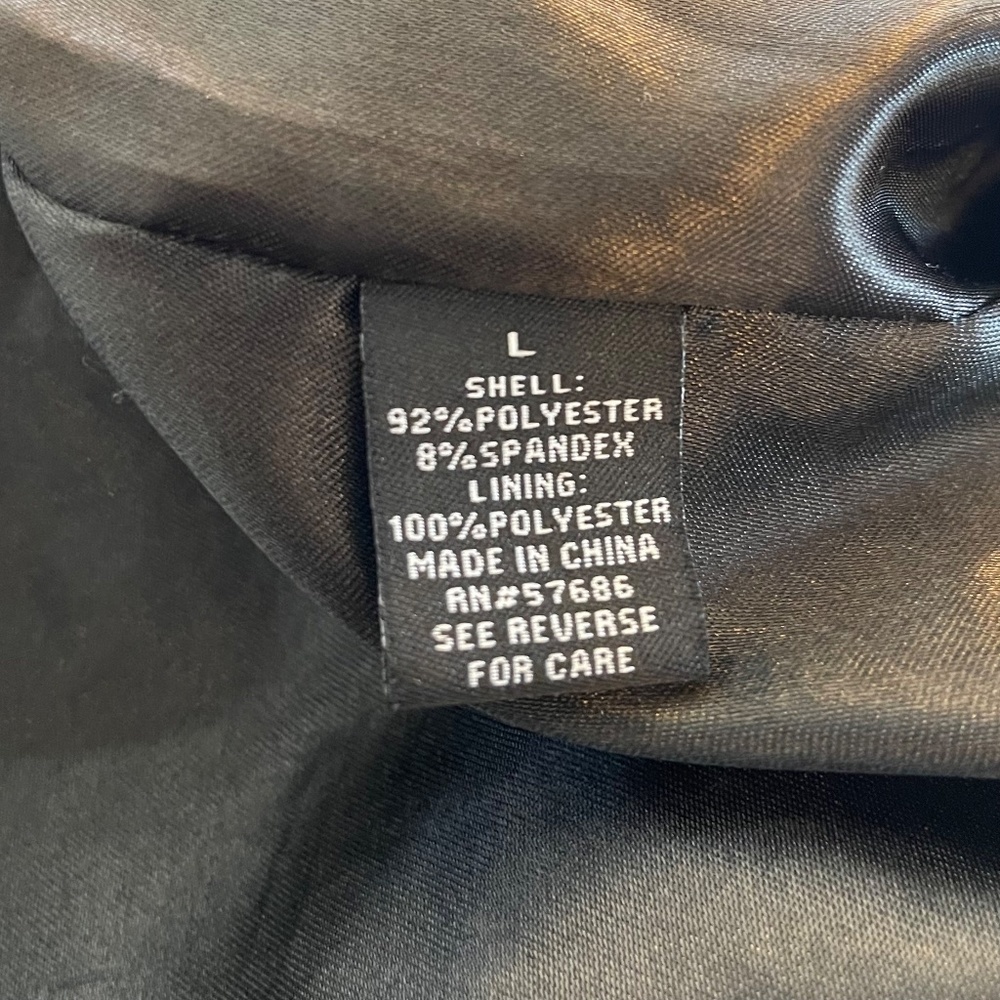 L
SHELL:
92%POLYESTER
8%SPANDEX
LINING:
100%POLYESTER
MADE IN CHINA
RN#57686
SEE REVERSE
FOR CARE